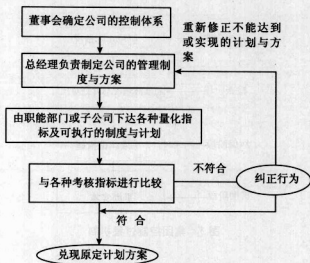 董事会确定公司的控制体系
重新修正不能达到
或实现的计划与方
案
总经理负责制定公司的管理制
度与方案
由职能部门或子公司下达各种量化指
标及可执行的制度与计划
不符合
与各种考核指标进行比较
纠正行为
符 合
兑现原定计划方案